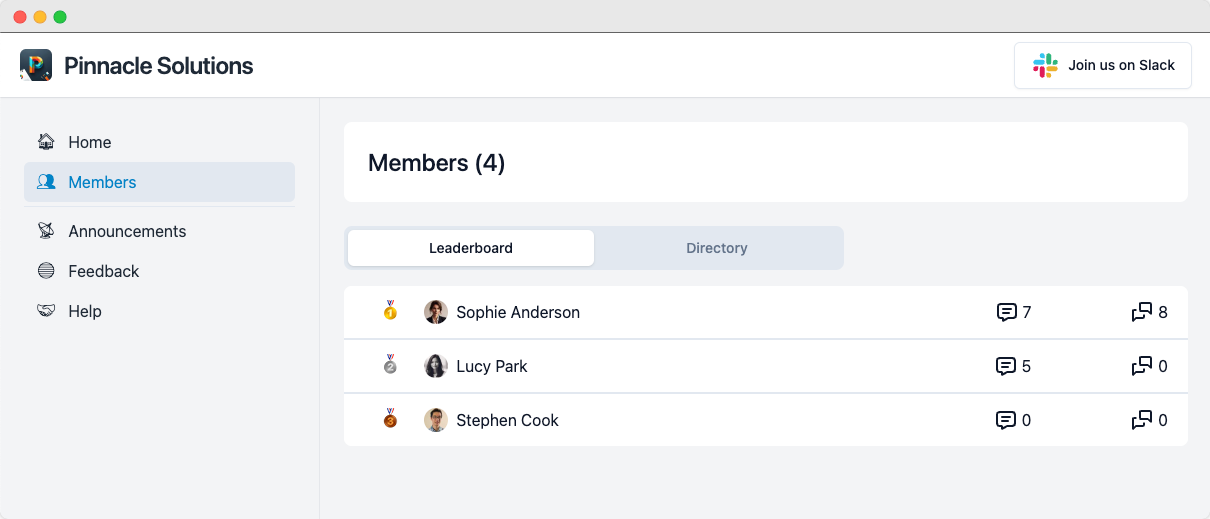 Pinnacle Solutions
Join us on Slack
Home
Members
Announcements
Feedback
Help
Members (4)
Leaderboard
Directory
1 Sophie Anderson 7 8
2 Lucy Park 5 0
3 Stephen Cook 0 0